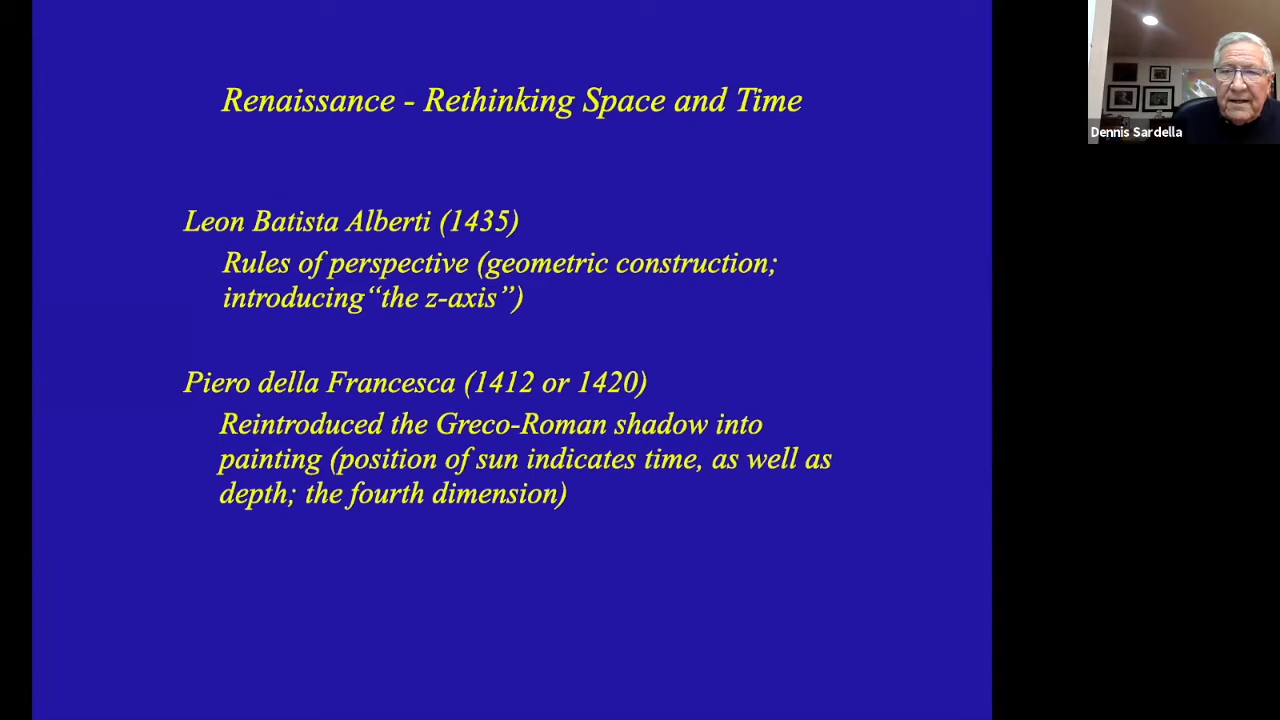 Renaissance - Rethinking Space and Time
Leon Batista Alberti (1435)
Rules of perspective (geometric construction;
introducing“the z-axis”)
Piero della Francesca (1412 or 1420)
Reintroduced the Greco-Roman shadow into
painting (position of sun indicates time, as well as
depth; the fourth dimension)
Dennis Sardella